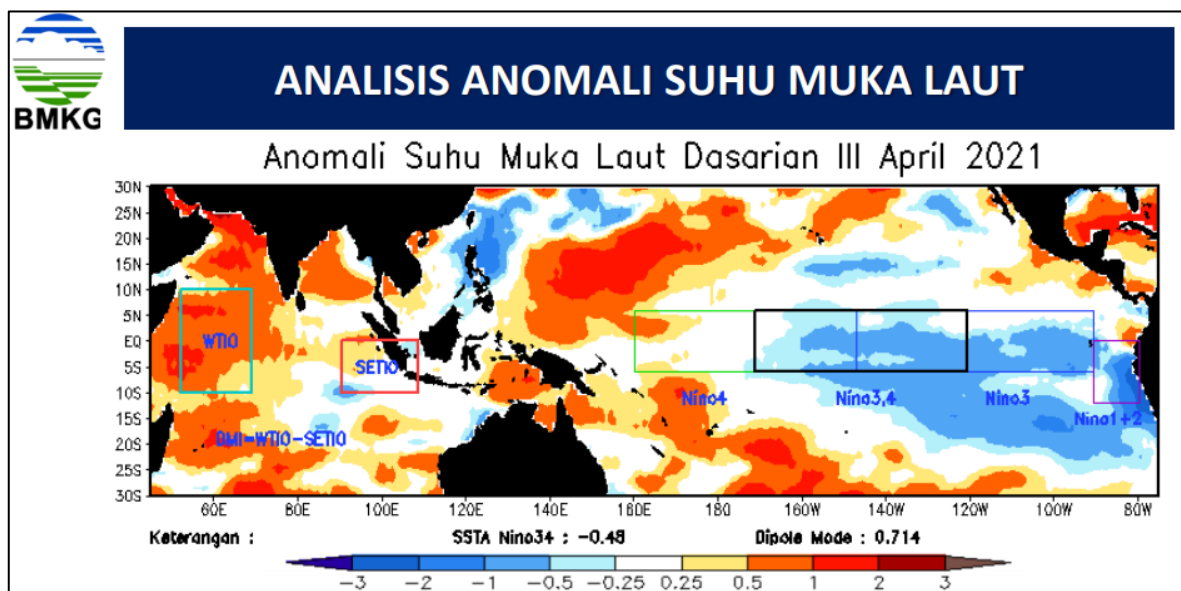 BMKG
ANALISIS ANOMALI SUHU MUKA LAUT
Anomali Suhu Muka Laut Dasarian III April 2021
30N
25N
20N
15N
10N
5N
EQ
5S
10S
15S
20S
25S
30S
WTIO
SETIO
DMI=WTIO-SETIO
Nino4
Nino3,4
Nino3
Nino1+2
60E 80E 100E 120E 140E 160E 180 160W 140W 120W 100W 80W
Keterangan : SSTA Nino34 : -0.48 Dipole Mode : 0.714
-3 -2 -1 -0.5 -0.25 0.25 0.5 1 2 3